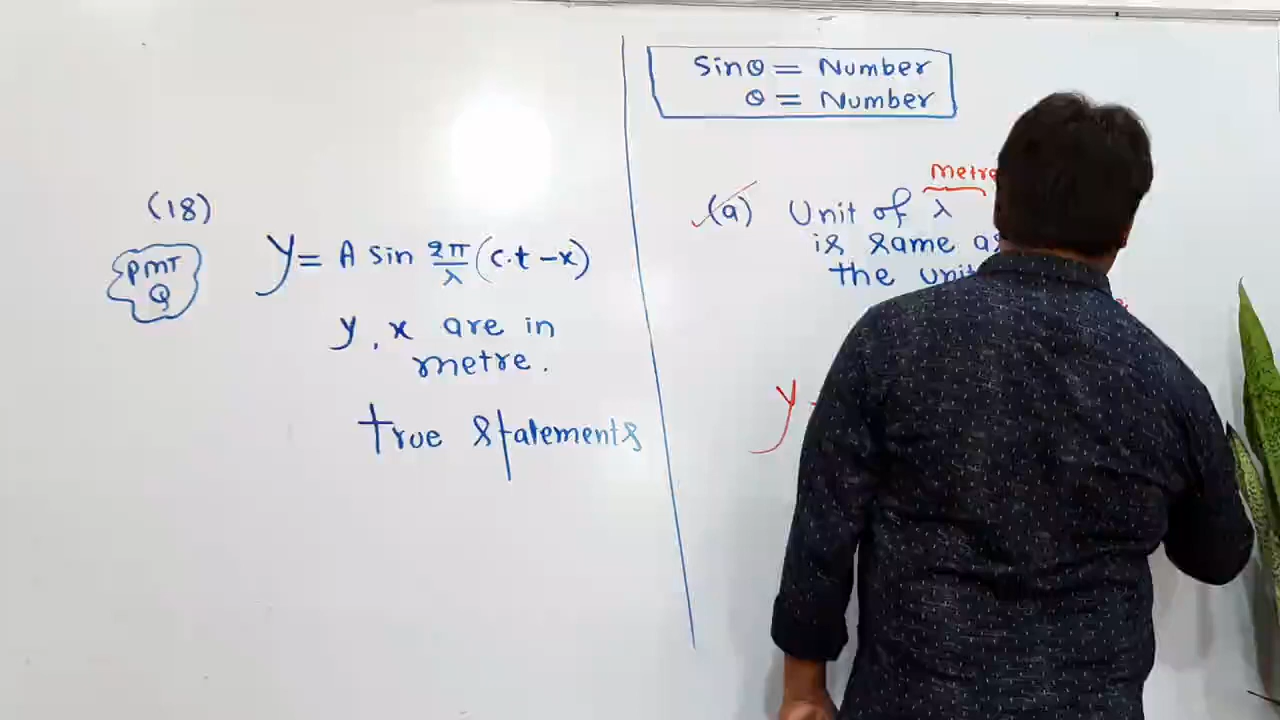 (18)
PMT
Q
y = A sin 2π/λ (c.t - x)
y, x are in
metre.
true statements
Sinθ = Number
θ = Number
metre
(a) Unit of λ
is same as
the unit
y